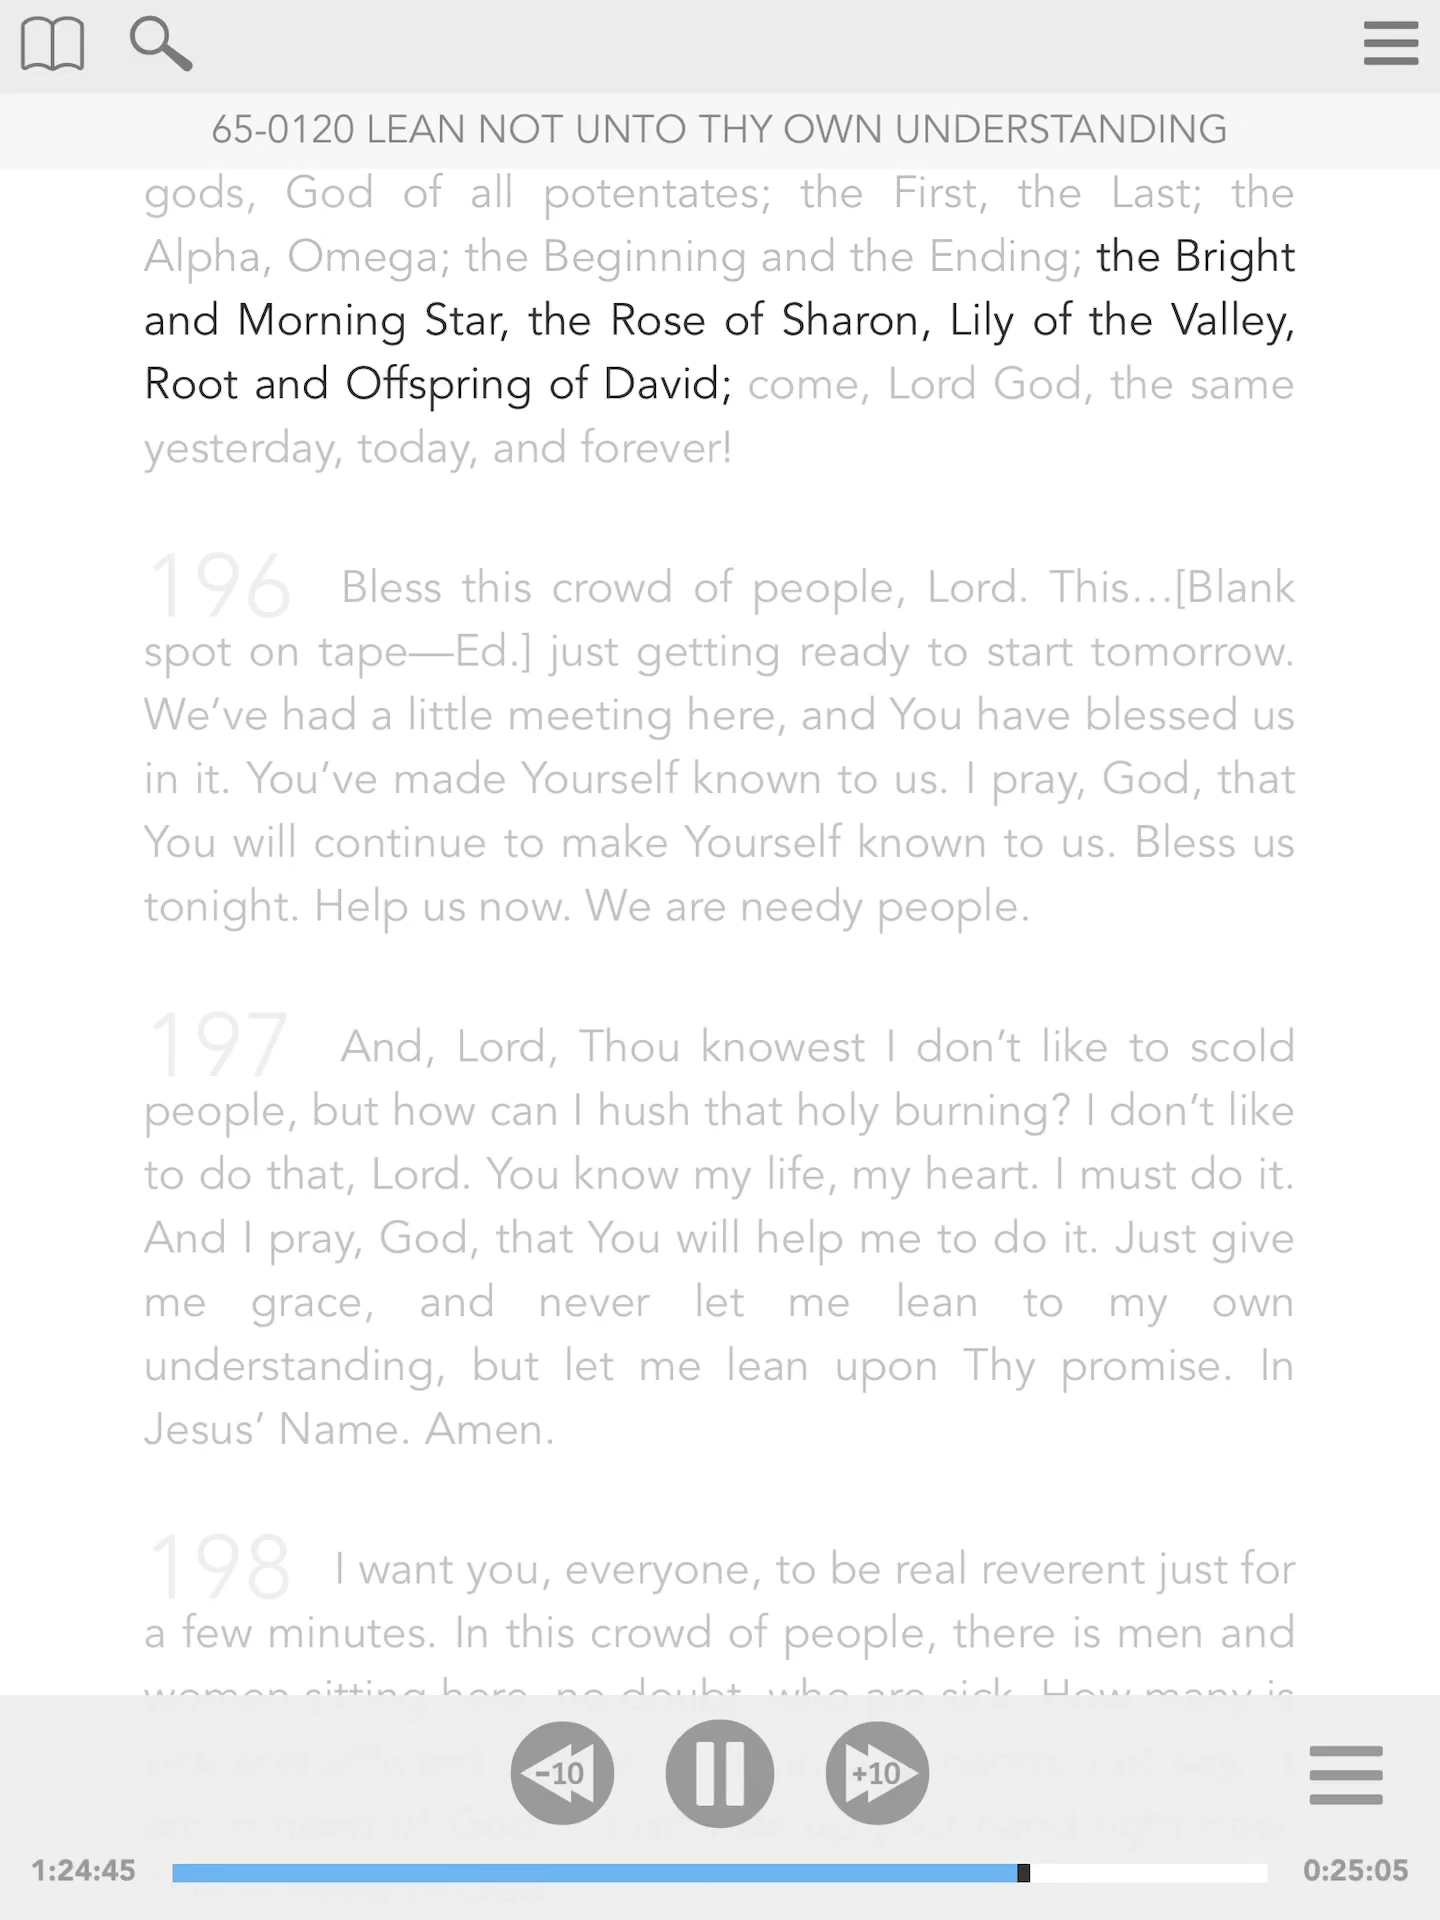 65-0120 LEAN NOT UNTO THY OWN UNDERSTANDING
gods, God of all potentates; the First, the Last; the
Alpha, Omega; the Beginning and the Ending; the Bright
and Morning Star, the Rose of Sharon, Lily of the Valley,
Root and Offspring of David; come, Lord God, the same
yesterday, today, and forever!
196 Bless this crowd of people, Lord. This…[Blank
spot on tape—Ed.] just getting ready to start tomorrow.
We’ve had a little meeting here, and You have blessed us
in it. You’ve made Yourself known to us. I pray, God, that
You will continue to make Yourself known to us. Bless us
tonight. Help us now. We are needy people.
197 And, Lord, Thou knowest I don’t like to scold
people, but how can I hush that holy burning? I don’t like
to do that, Lord. You know my life, my heart. I must do it.
And I pray, God, that You will help me to do it. Just give
me grace, and never let me lean to my own
understanding, but let me lean upon Thy promise. In
Jesus’ Name. Amen.
198 I want you, everyone, to be real reverent just for
a few minutes. In this crowd of people, there is men and
women sitting here, no doubt, who are sick. How many is
-10 +10
1:24:45 0:25:05